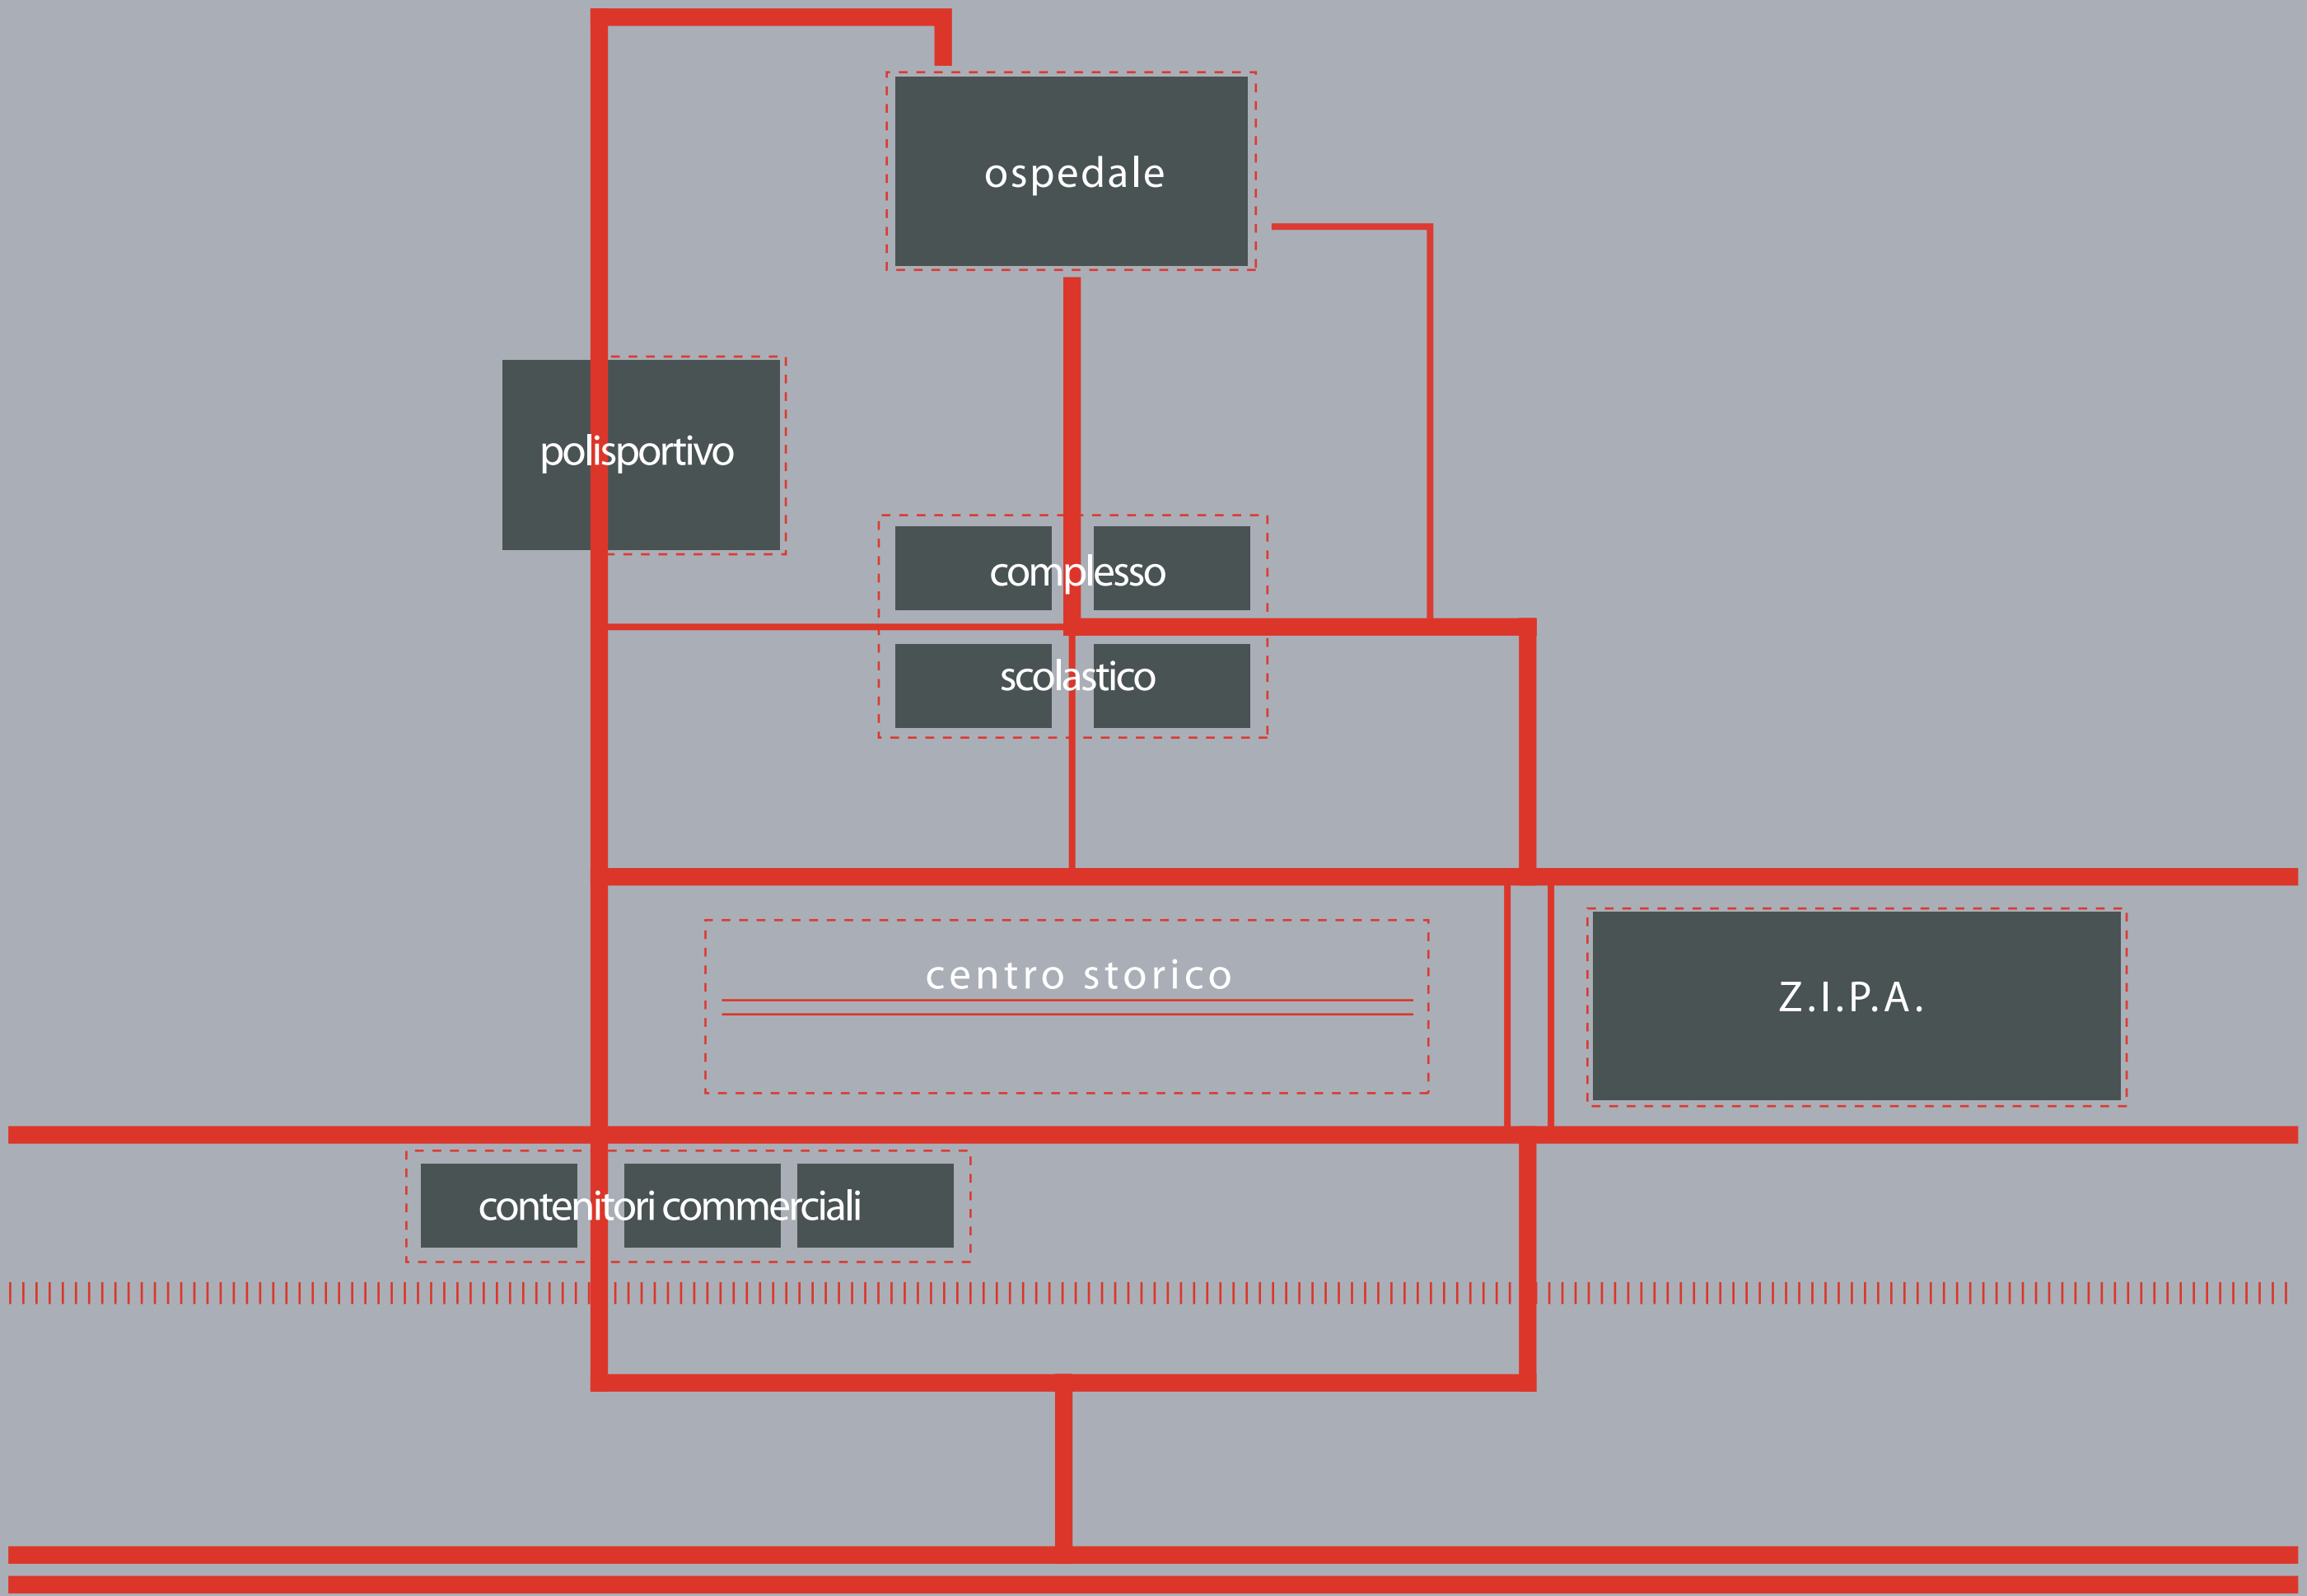 ospedale
polisportivo
complesso
scolastico
centro storico
Z.I.P.A.
contenitori commerciali